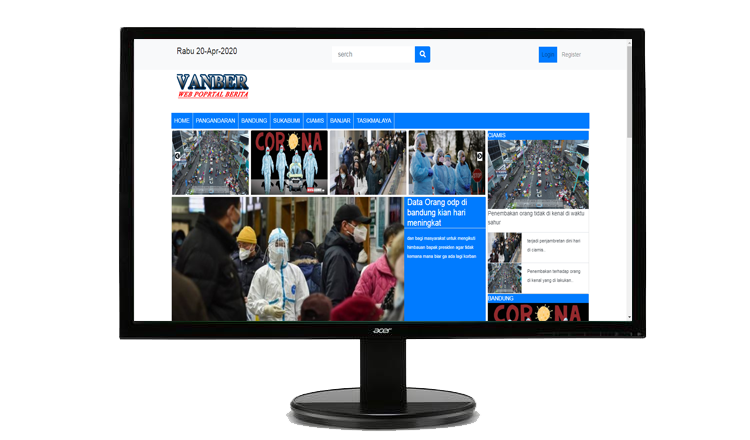 Rabu 20-Apr-2020
serch
Login
Register
VANBER
WEB POPRTAL BERITA
HOME
PANGANDARAN
BANDUNG
SUKABUMI
CIAMIS
BANJAR
TASIKMALAYA
CORONA
Data Orang odp di
bandung kian hari
meningkat
dan bagi masyarakat untuk mengikuti
himbauan bapak presiden agar tidak
kemana mana biar ga ada lagi korban
CIAMIS
Penembakan orang tidak di kenal di waktu
sahur
terjadi penjambretan dini hari
di ciamis..
Penembakan terhadap orang
di kenal yang di lakukan..
BANDUNG
CORONA
acer